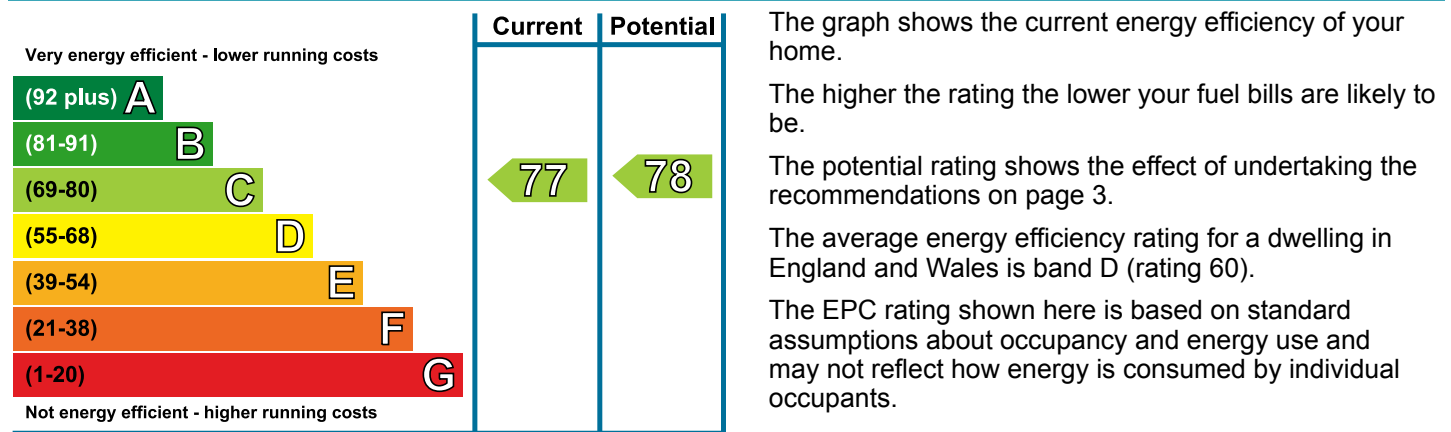 Current Potential
Very energy efficient - lower running costs
(92 plus) A
(81-91) B
(69-80) C
77 78
(55-68) D
(39-54) E
(21-38) F
(1-20) G
Not energy efficient - higher running costs
The graph shows the current energy efficiency of your
home.
The higher the rating the lower your fuel bills are likely to
be.
The potential rating shows the effect of undertaking the
recommendations on page 3.
The average energy efficiency rating for a dwelling in
England and Wales is band D (rating 60).
The EPC rating shown here is based on standard
assumptions about occupancy and energy use and
may not reflect how energy is consumed by individual
occupants.